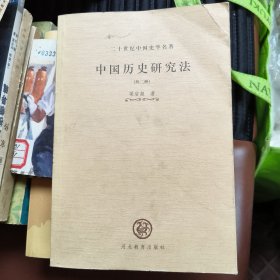 二十世纪中国史学名著
中国历史研究法
（外二种）
梁启超 著
河北教育出版社
0323